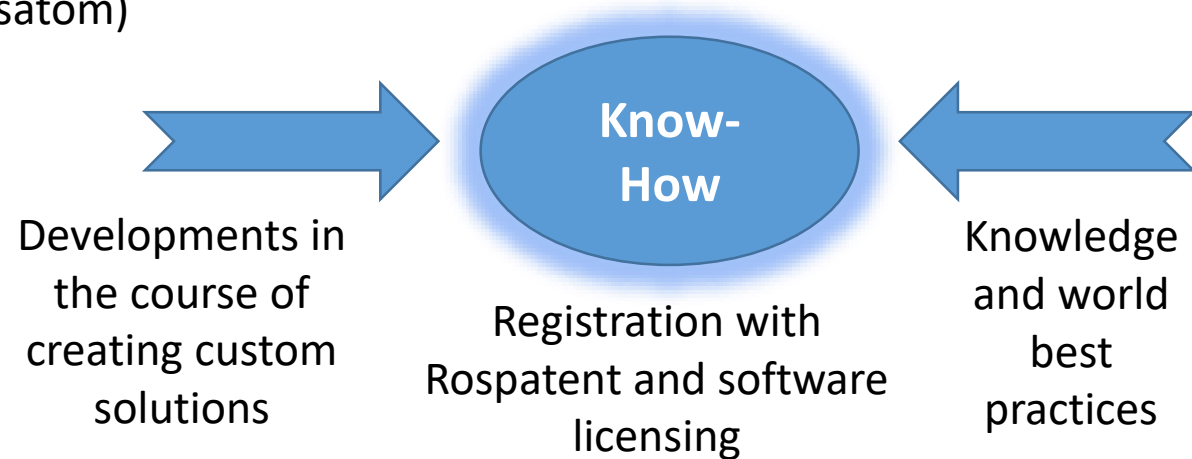 satom)
Know-
How
Developments in
the course of
creating custom
solutions
Registration with
Rospatent and software
licensing
Knowledge
and world
best
practices